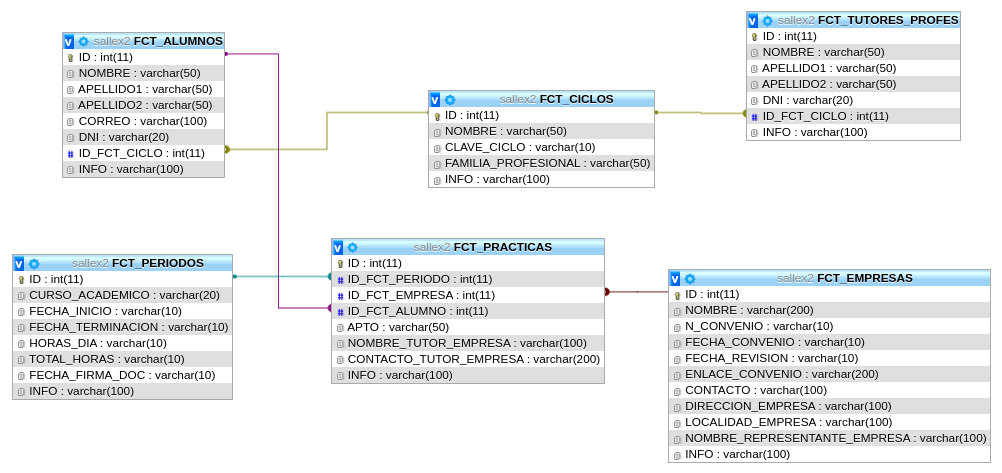 sallex2 FCT_ALUMNOS
ID : int(11)
NOMBRE : varchar(50)
APELLIDO1 : varchar(50)
APELLIDO2 : varchar(50)
CORREO : varchar(100)
DNI : varchar(20)
ID_FCT_CICLO : int(11)
INFO : varchar(100)
sallex2 FCT_CICLOS
ID : int(11)
NOMBRE : varchar(50)
CLAVE_CICLO : varchar(10)
FAMILIA_PROFESIONAL : varchar(50)
INFO : varchar(100)
sallex2 FCT_TUTORES_PROFES
ID : int(11)
NOMBRE : varchar(50)
APELLIDO1 : varchar(50)
APELLIDO2 : varchar(50)
DNI : varchar(20)
ID_FCT_CICLO : int(11)
INFO : varchar(100)
sallex2 FCT_PERIODOS
ID : int(11)
CURSO_ACADEMICO : varchar(20)
FECHA_INICIO : varchar(10)
FECHA_TERMINACION : varchar(10)
HORAS_DIA : varchar(10)
TOTAL_HORAS : varchar(10)
FECHA_FIRMA_DOC : varchar(10)
INFO : varchar(100)
sallex2 FCT_PRACTICAS
ID : int(11)
ID_FCT_PERIODO : int(11)
ID_FCT_EMPRESA : int(11)
ID_FCT_ALUMNO : int(11)
APTO : varchar(50)
NOMBRE_TUTOR_EMPRESA : varchar(100)
CONTACTO_TUTOR_EMPRESA : varchar(200)
INFO : varchar(100)
sallex2 FCT_EMPRESAS
ID : int(11)
NOMBRE : varchar(200)
N_CONVENIO : varchar(10)
FECHA_CONVENIO : varchar(10)
FECHA_REVISION : varchar(10)
ENLACE_CONVENIO : varchar(200)
CONTACTO : varchar(100)
DIRECCION_EMPRESA : varchar(100)
LOCALIDAD_EMPRESA : varchar(100)
NOMBRE_REPRESENTANTE_EMPRESA : varchar(100)
INFO : varchar(100)